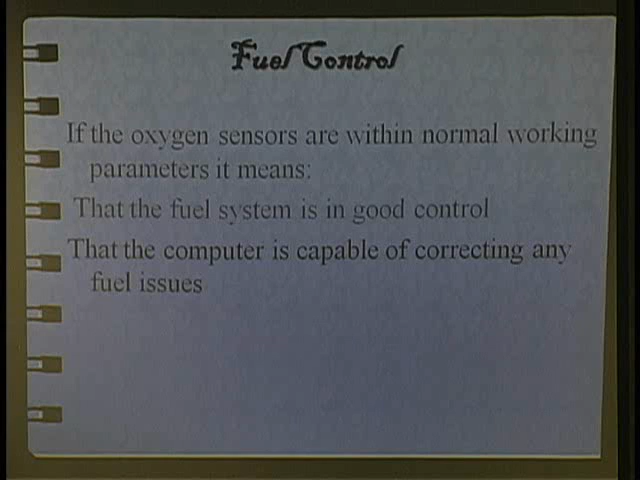 Fuel Control
If the oxygen sensors are within normal working
parameters it means:
That the fuel system is in good control
That the computer is capable of correcting any
fuel issues